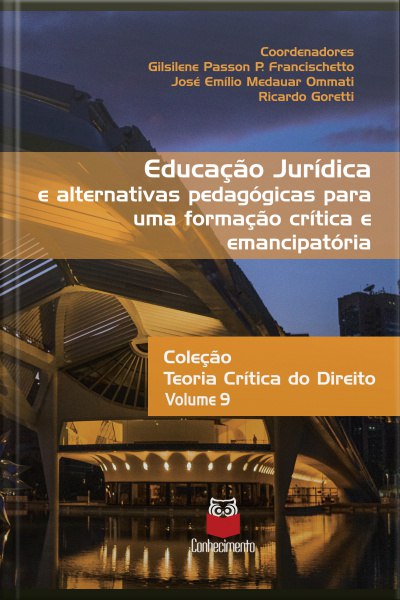 Coordenadores
Gilsilene Passon P. Francischetto
José Emílio Medauar Ommati
Ricardo Goretti
Educação Jurídica
e alternativas pedagógicas para
uma formação crítica e
emancipatória
Coleção
Teoria Crítica do Direito
Volume 9
Conhecimento